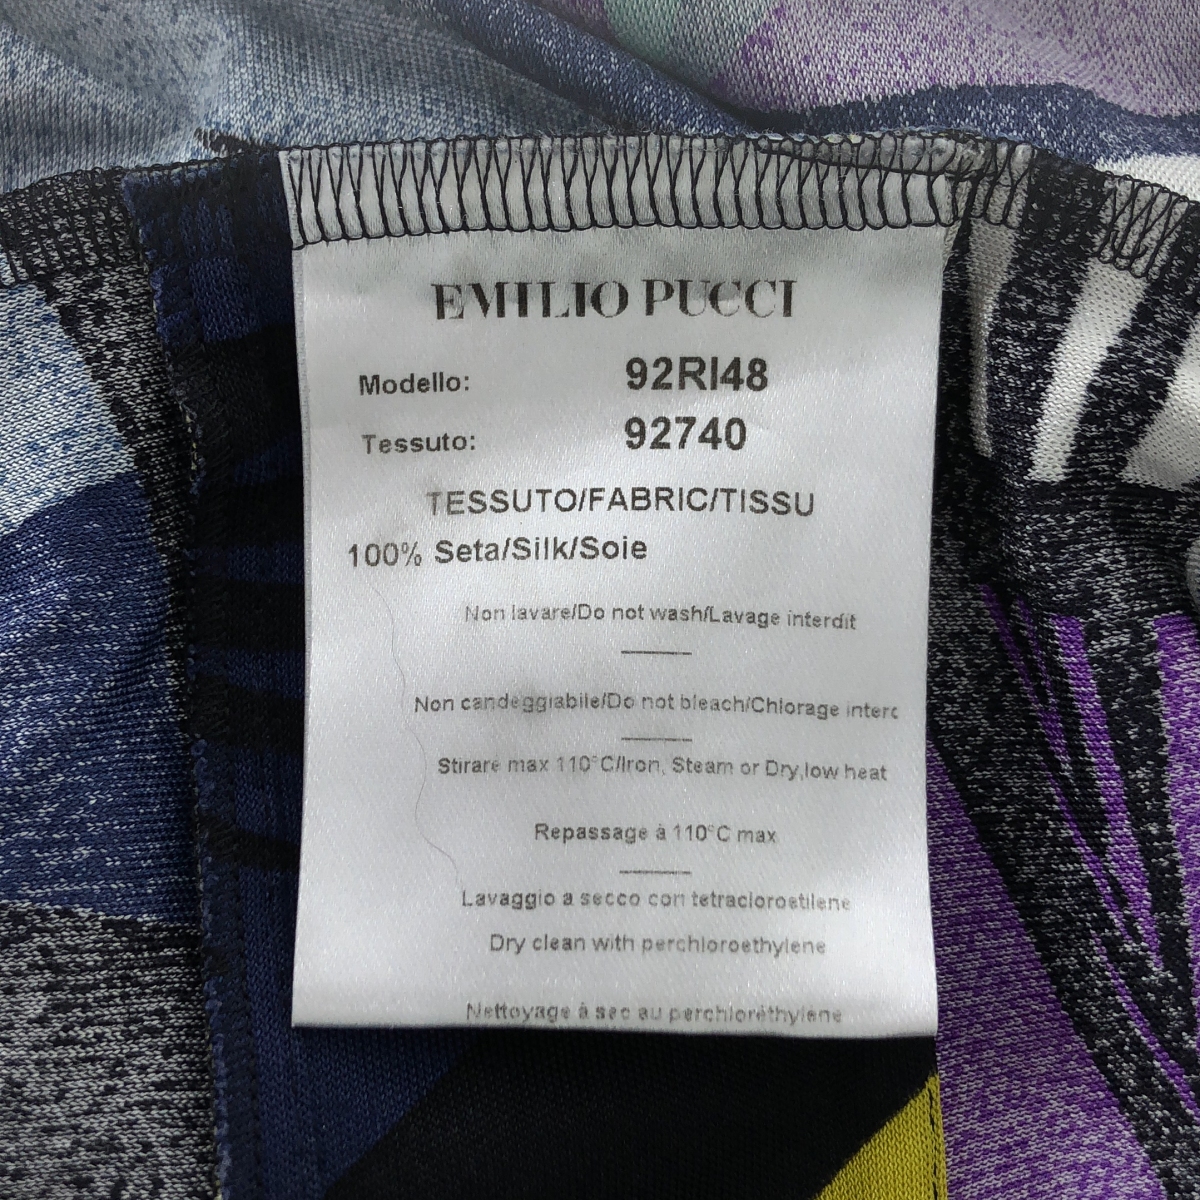 EMILIO PUCCI
Modello: 92RI48
Tessuto: 92740
TESSUTO/FABRIC/TISSU
100% Seta/Silk/Soie
Non lavare/Do not wash/Lavage interdit
Non candeggiabile/Do not bleach/Chlorage interc
Stirare max 110°C/Iron, Steam or Dry,low heat
Repassage à 110°C max
Lavaggio a secco con tetracloroetilene
Dry clean with perchloroethylene
Nettoyage à sec au perchloréthylène